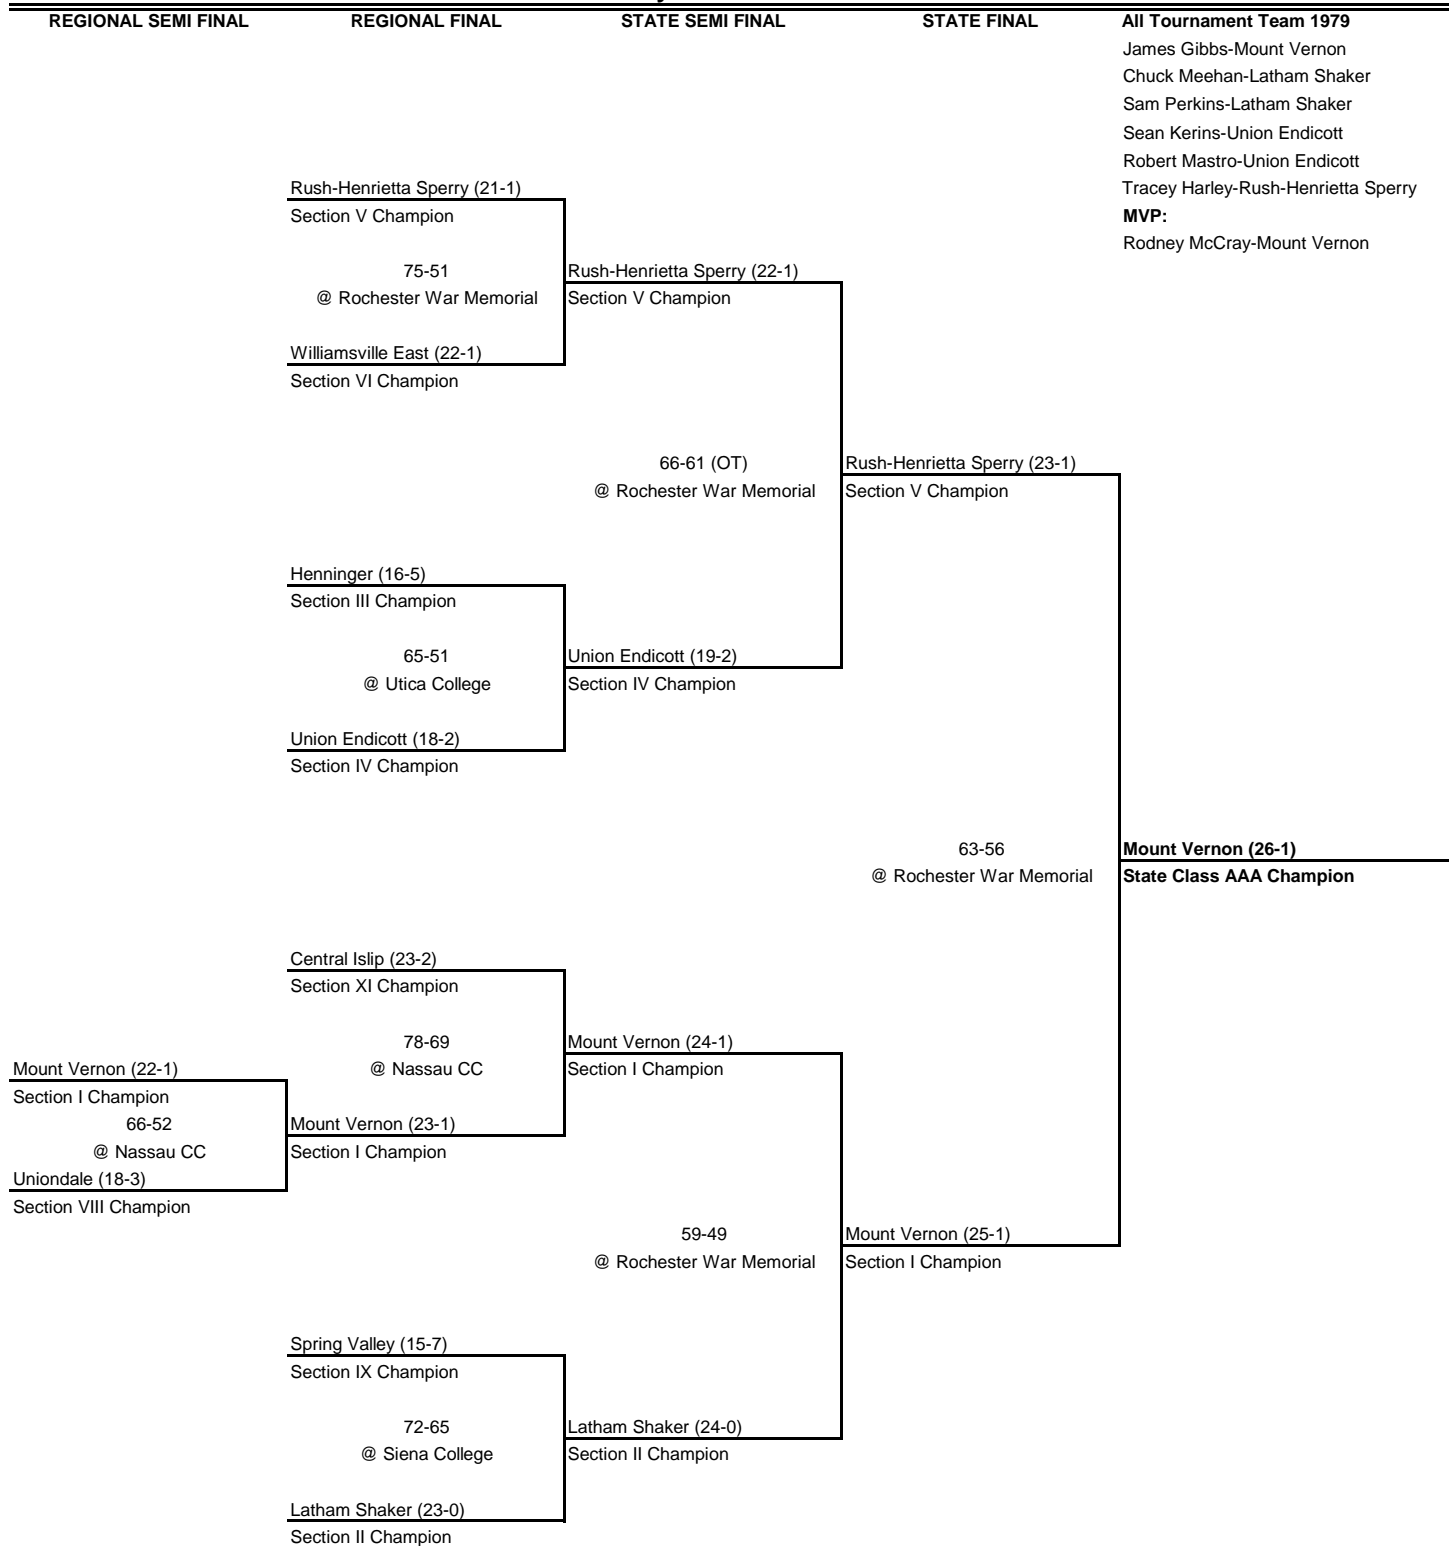 REGIONAL SEMI FINAL REGIONAL FINAL STATE SEMI FINAL STATE FINAL All Tournament Team 1979
James Gibbs-Mount Vernon
Chuck Meehan-Latham Shaker
Sam Perkins-Latham Shaker
Sean Kerins-Union Endicott
Robert Mastro-Union Endicott
Rush-Henrietta Sperry (21-1) Tracey Harley-Rush-Henrietta Sperry
Section V Champion MVP:
Rodney McCray-Mount Vernon
75-51 Rush-Henrietta Sperry (22-1)
@ Rochester War Memorial Section V Champion
Williamsville East (22-1)
Section VI Champion
66-61 (OT) Rush-Henrietta Sperry (23-1)
@ Rochester War Memorial Section V Champion
Henninger (16-5)
Section III Champion
65-51 Union Endicott (19-2)
@ Utica College Section IV Champion
Union Endicott (18-2)
Section IV Champion
63-56 Mount Vernon (26-1)
@ Rochester War Memorial State Class AAA Champion
Central Islip (23-2)
Section XI Champion
78-69 Mount Vernon (24-1)
Mount Vernon (22-1) @ Nassau CC Section I Champion
Section I Champion
66-52 Mount Vernon (23-1)
@ Nassau CC Section I Champion
Uniondale (18-3)
Section VIII Champion
59-49 Mount Vernon (25-1)
@ Rochester War Memorial Section I Champion
Spring Valley (15-7)
Section IX Champion
72-65 Latham Shaker (24-0)
@ Siena College Section II Champion
Latham Shaker (23-0)
Section II Champion